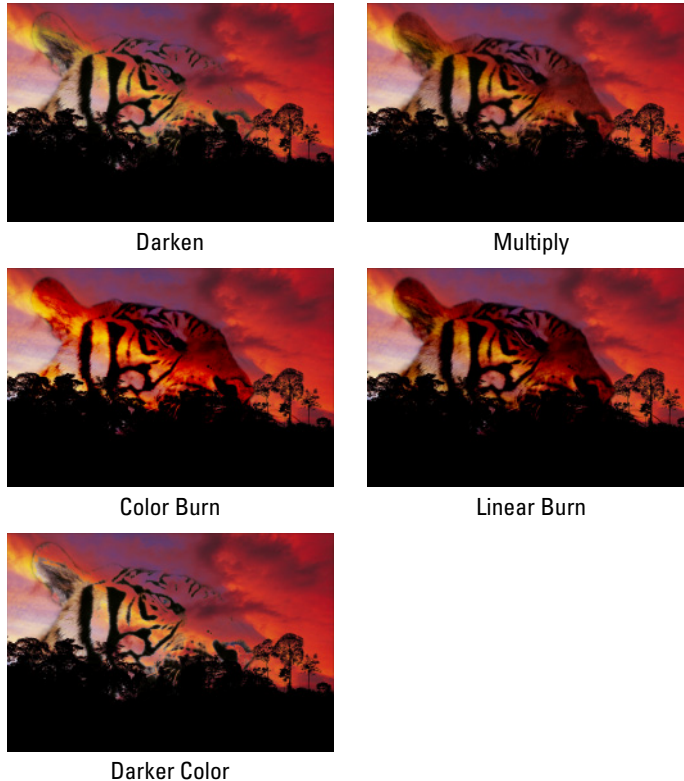 Darken
Multiply
Color Burn
Linear Burn
Darker Color